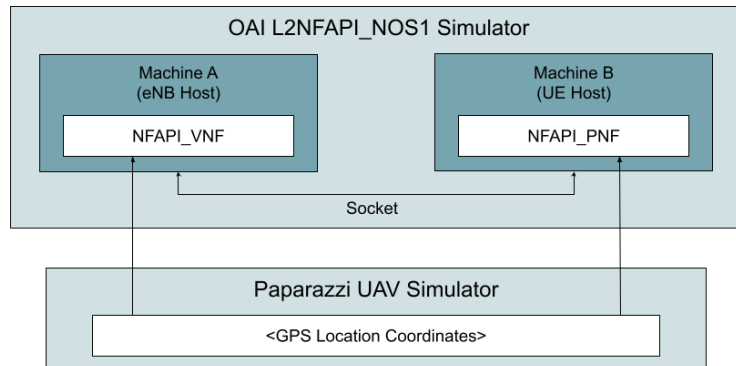 OAI L2NFAPI_NOS1 Simulator
Machine A
(eNB Host)
NFAPI_VNF
Machine B
(UE Host)
NFAPI_PNF
Socket
Paparazzi UAV Simulator
<GPS Location Coordinates>